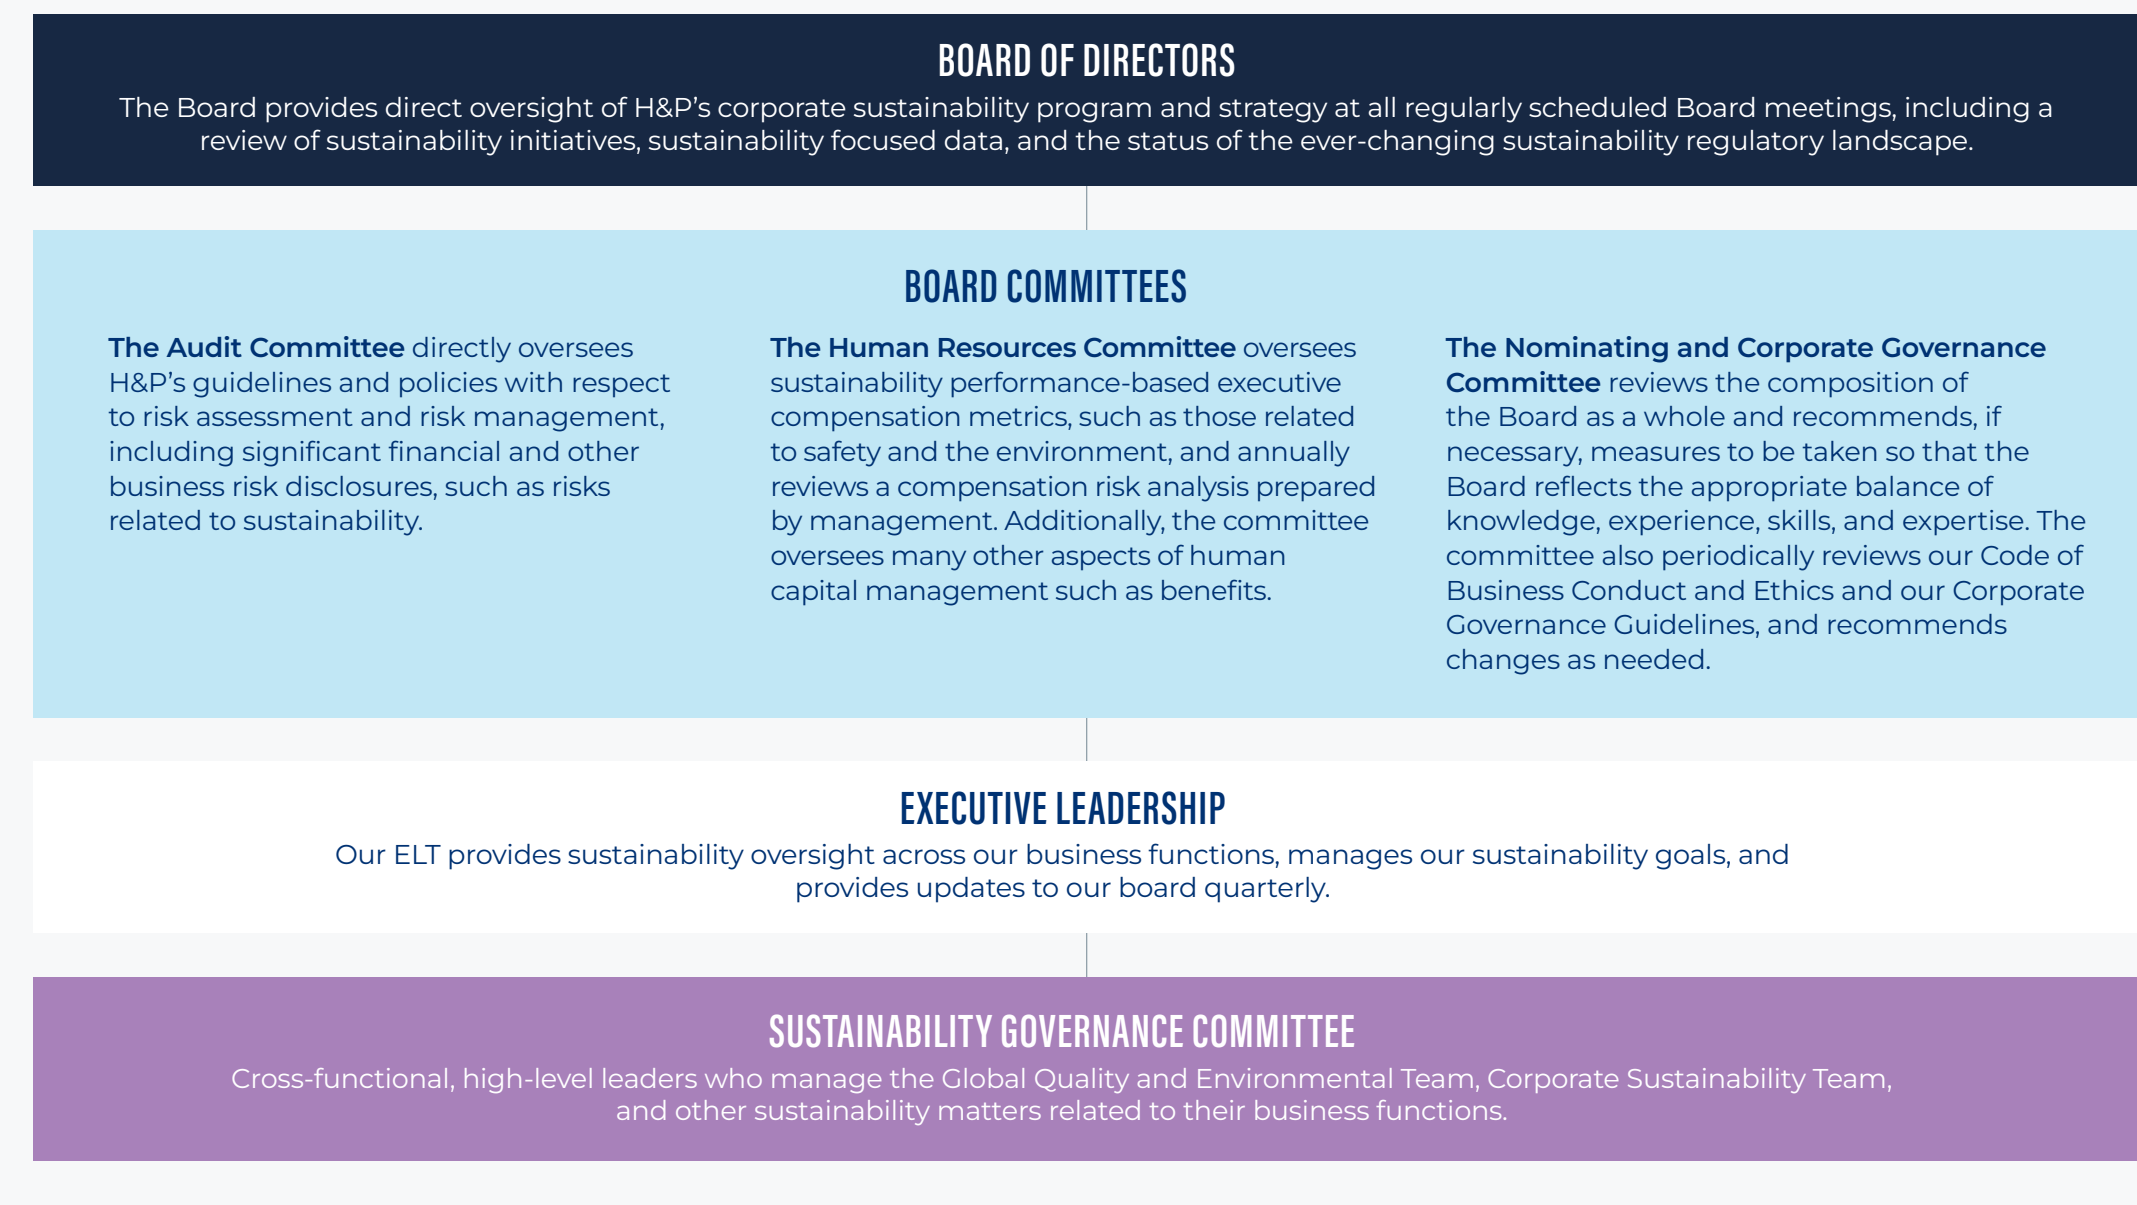 BOARD OF DIRECTORS
The Board provides direct oversight of H&P’s corporate sustainability program and strategy at all regularly scheduled Board meetings, including a
review of sustainability initiatives, sustainability focused data, and the status of the ever-changing sustainability regulatory landscape.
BOARD COMMITTEES
The Audit Committee directly oversees
H&P’s guidelines and policies with respect
to risk assessment and risk management,
including significant financial and other
business risk disclosures, such as risks
related to sustainability.
The Human Resources Committee oversees
sustainability performance-based executive
compensation metrics, such as those related
to safety and the environment, and annually
reviews a compensation risk analysis prepared
by management. Additionally, the committee
oversees many other aspects of human
capital management such as benefits.
The Nominating and Corporate Governance
Committee reviews the composition of
the Board as a whole and recommends, if
necessary, measures to be taken so that the
Board reflects the appropriate balance of
knowledge, experience, skills, and expertise. The
committee also periodically reviews our Code of
Business Conduct and Ethics and our Corporate
Governance Guidelines, and recommends
changes as needed.
EXECUTIVE LEADERSHIP
Our ELT provides sustainability oversight across our business functions, manages our sustainability goals, and
provides updates to our board quarterly.
SUSTAINABILITY GOVERNANCE COMMITTEE
Cross-functional, high-level leaders who manage the Global Quality and Environmental Team, Corporate Sustainability Team,
and other sustainability matters related to their business functions.